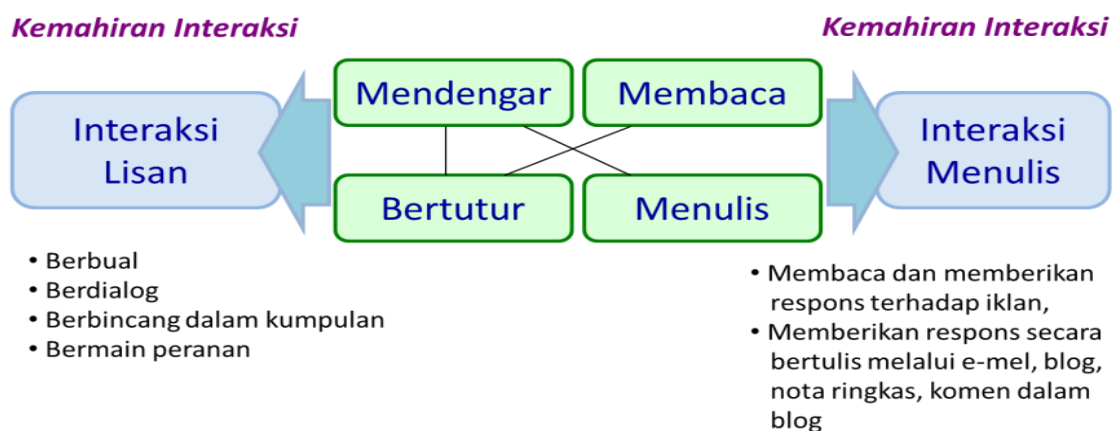 Kemahiran Interaksi
Kemahiran Interaksi
Mendengar
Membaca
Interaksi
Lisan
Interaksi
Menulis
Bertutur
Menulis
• Berbual
• Berdialog
• Berbincang dalam kumpulan
• Bermain peranan
• Membaca dan memberikan
respons terhadap iklan,
• Memberikan respons secara
bertulis melalui e-mel, blog,
nota ringkas, komen dalam
blog